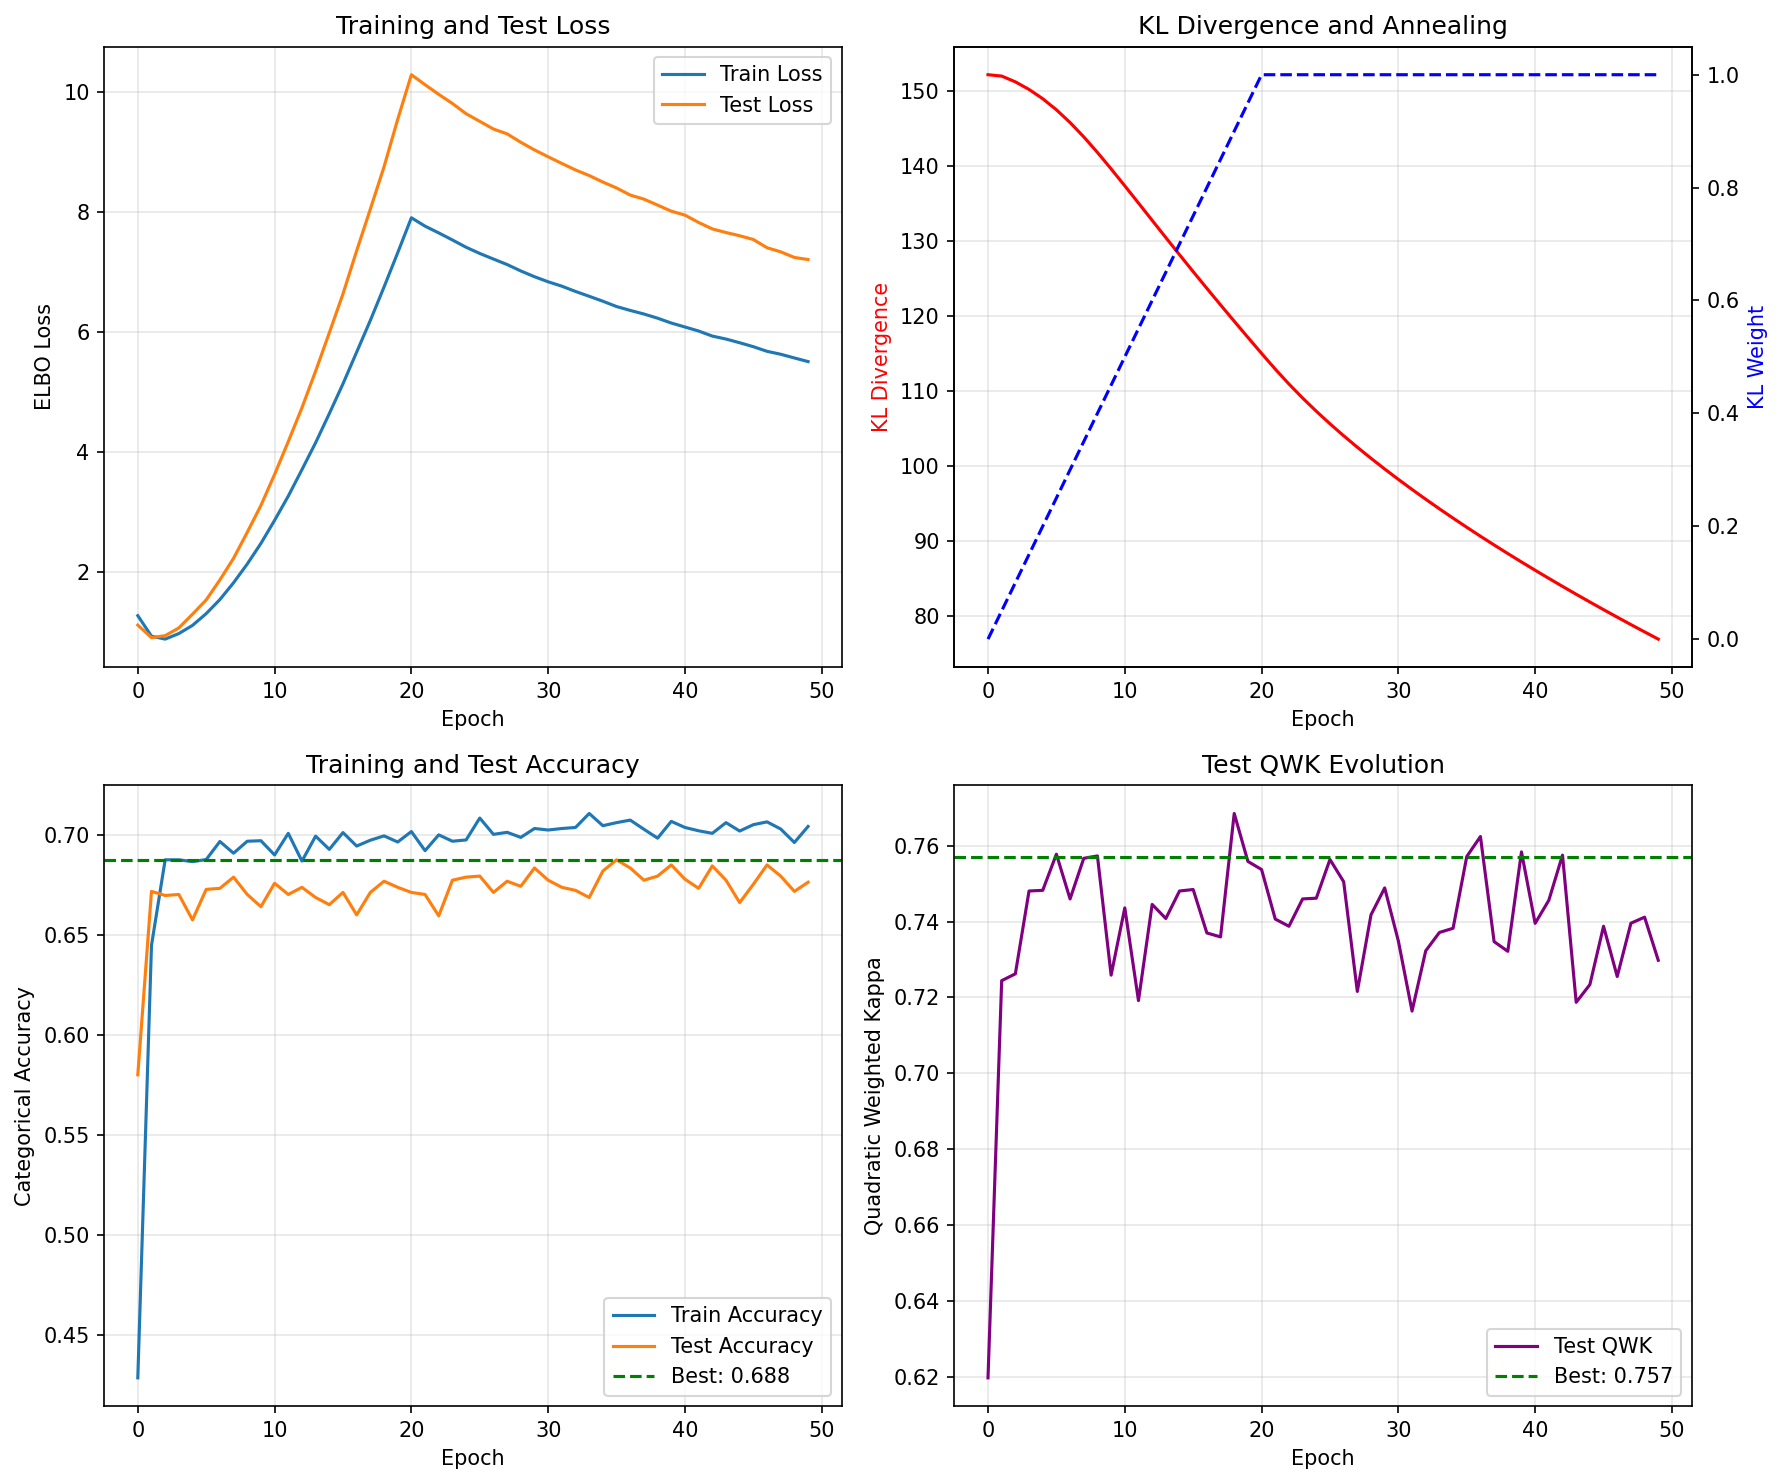 Training and Test Loss
10
8
6
4
2
ELBO Loss
Train Loss
Test Loss
0
10
20
30
40
50
Epoch
KL Divergence and Annealing
150
140
130
120
110
100
90
80
KL Divergence
1.0
0.8
0.6
0.4
0.2
0.0
KL Weight
0
10
20
30
40
50
Epoch
Training and Test Accuracy
0.70
0.65
0.60
0.55
0.50
0.45
Categorical Accuracy
Train Accuracy
Test Accuracy
Best: 0.688
0
10
20
30
40
50
Epoch
Test QWK Evolution
0.76
0.74
0.72
0.70
0.68
0.66
0.64
0.62
Quadratic Weighted Kappa
Test QWK
Best: 0.757
0
10
20
30
40
50
Epoch